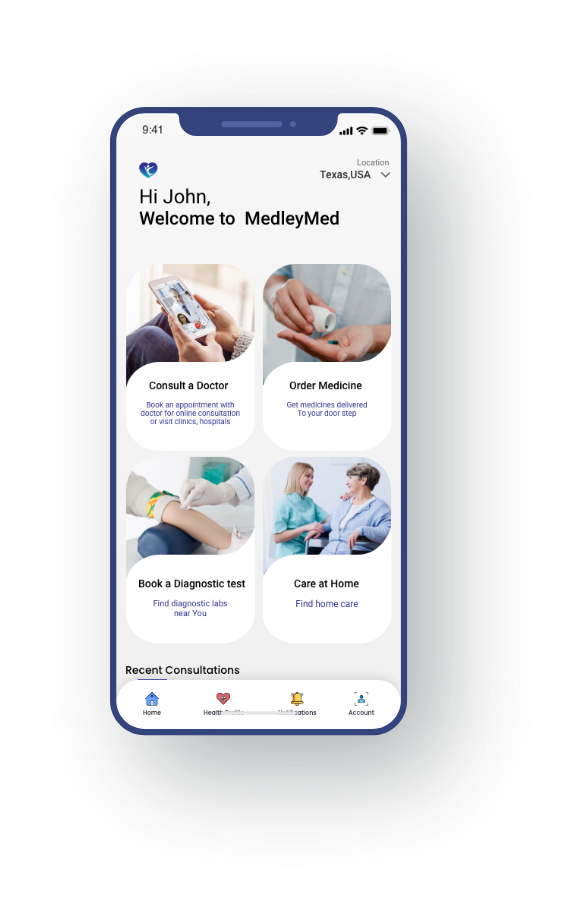 9:41
Location
Texas,USA
Hi John,
Welcome to MedleyMed
Consult a Doctor
Book an appointment with
doctor for online consultation
or visit clinics, hospitals
Order Medicine
Get medicines delivered
To your door step
Book a Diagnostic test
Find diagnostic labs
near You
Care at Home
Find home care
Recent Consultations
Home
Health Profile
Notifications
Account